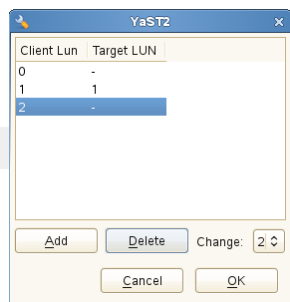 YaST2
Client Lun Target LUN
0 -
1 1
2 -
Add Delete Change: 2
Cancel OK